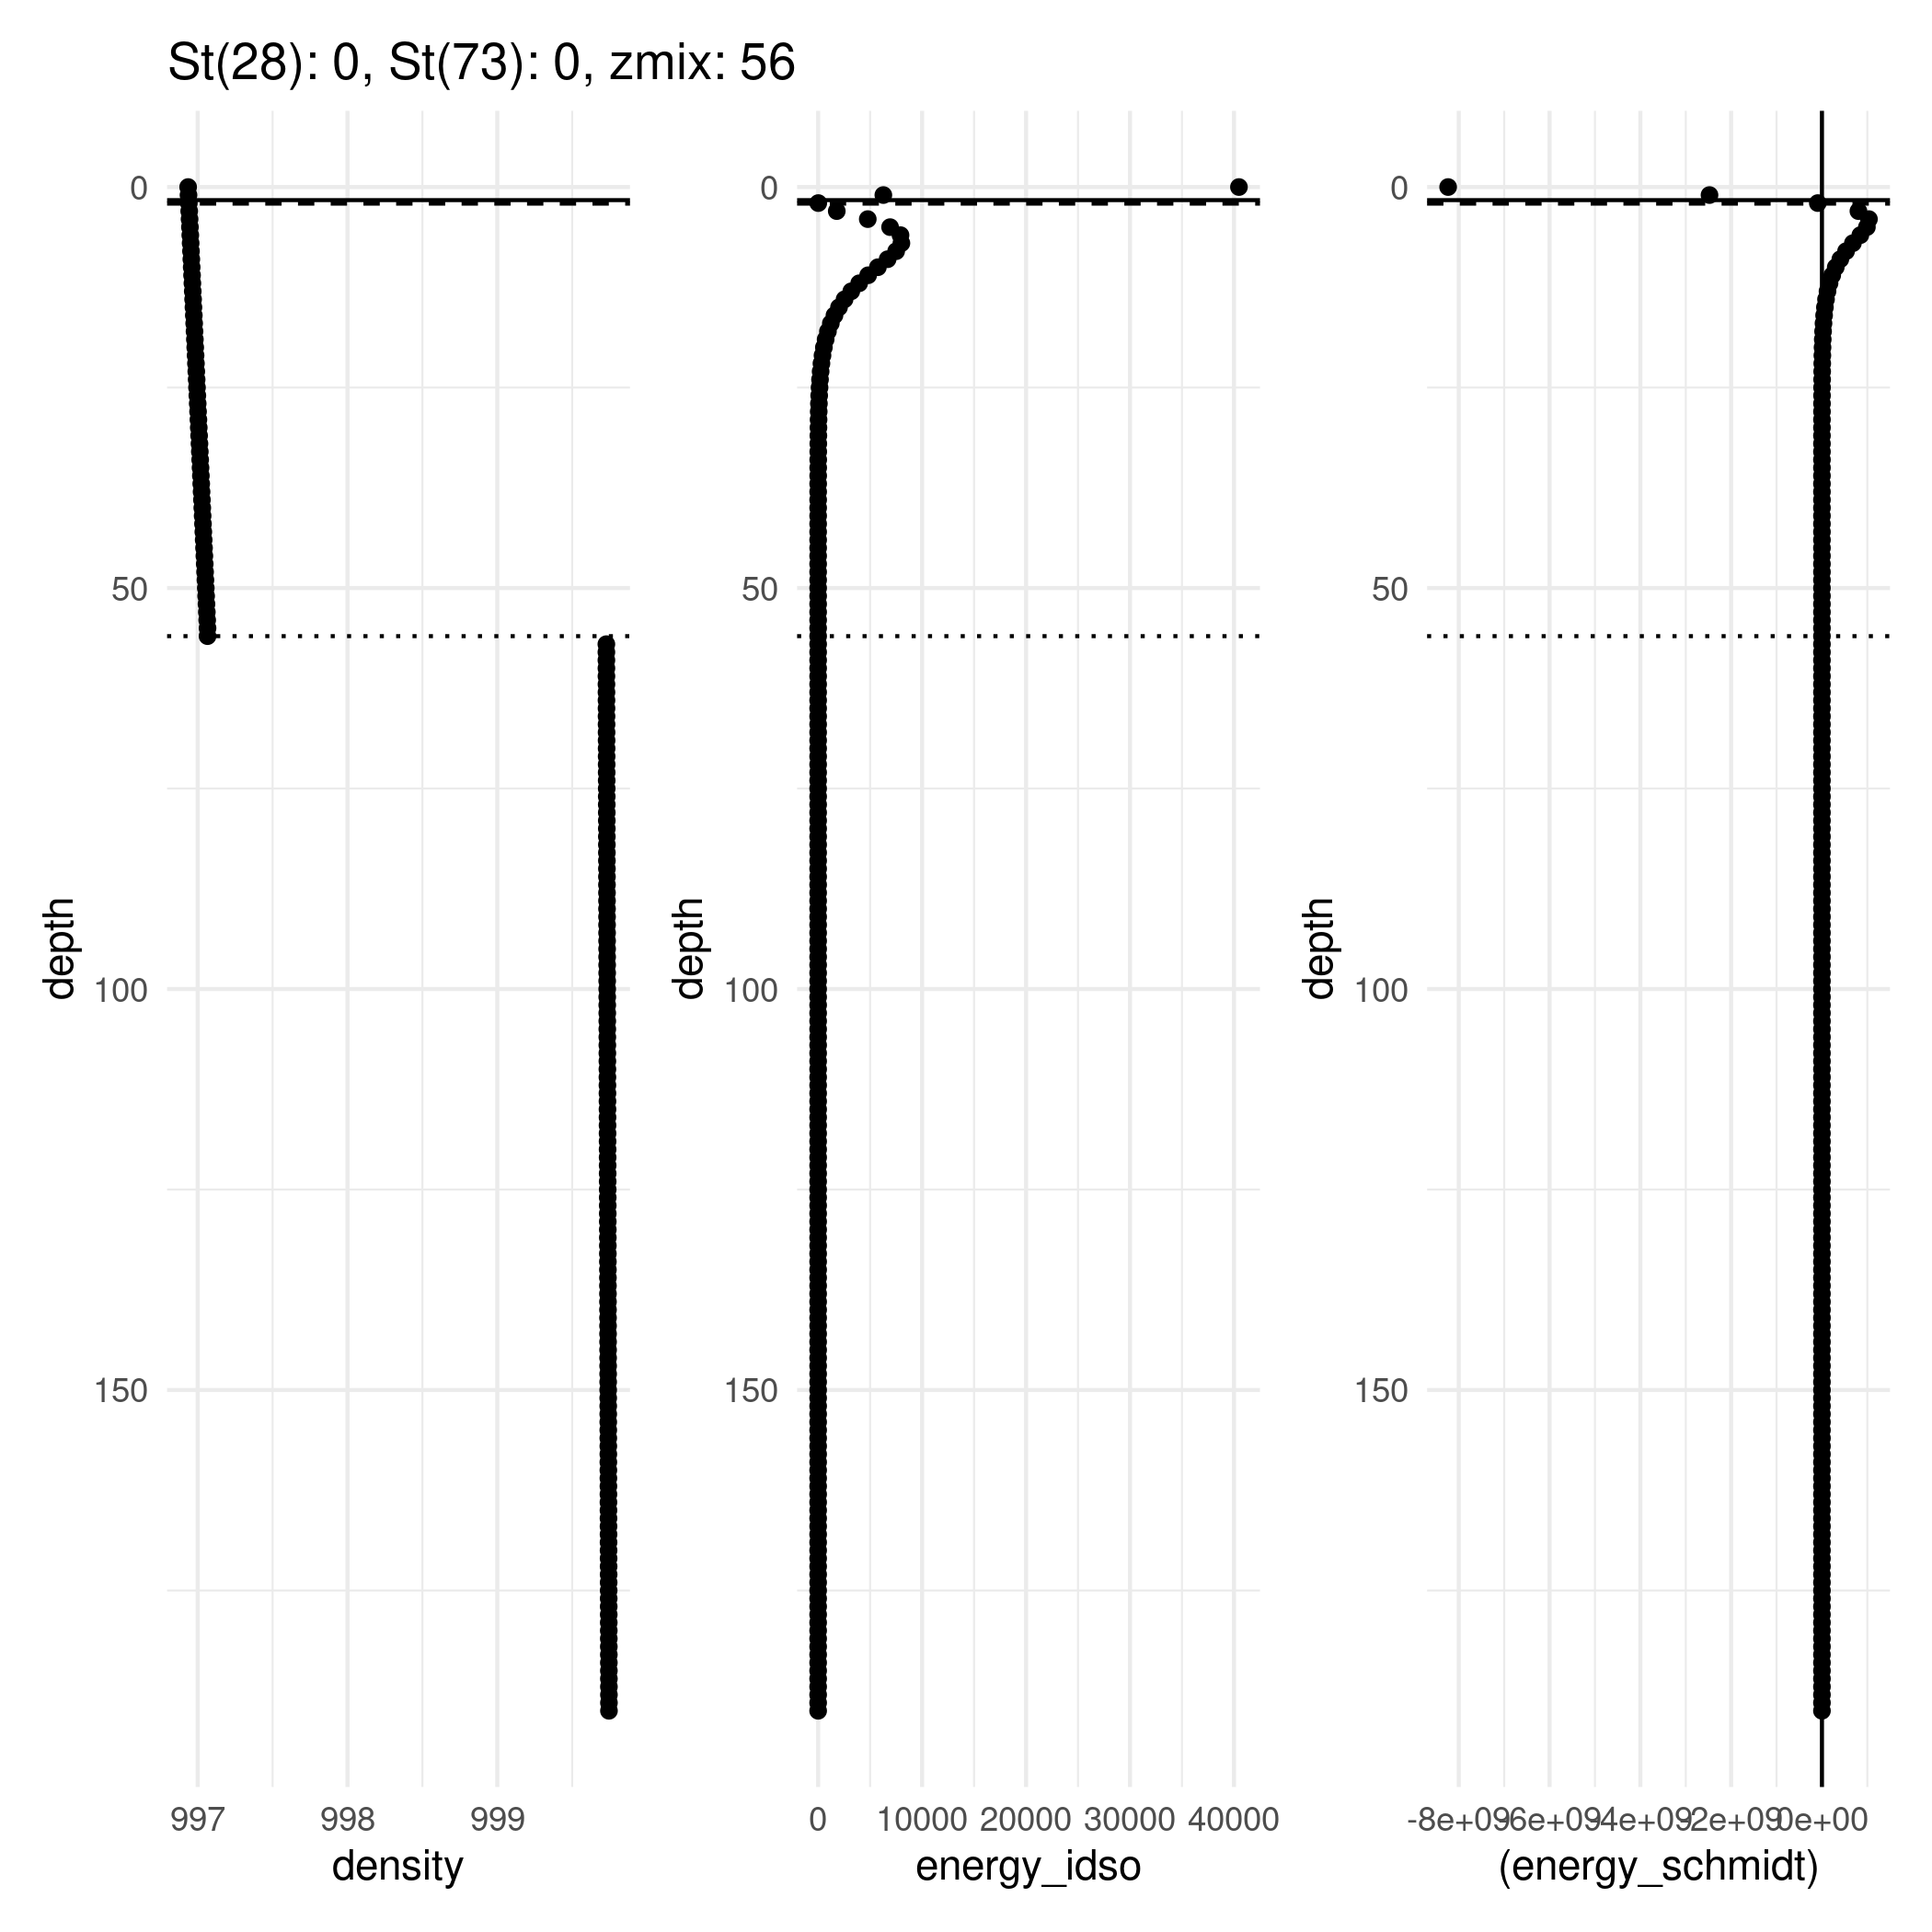 St(28): 0, St(73): 0, zmix: 56
depth
0
50
100
150
997
998
999
density
depth
0
50
100
150
0
10000
20000
30000
40000
energy_idso
depth
0
50
100
150
-8e+09
-6e+09
-4e+09
-2e+09
0e+00
(energy_schmidt)